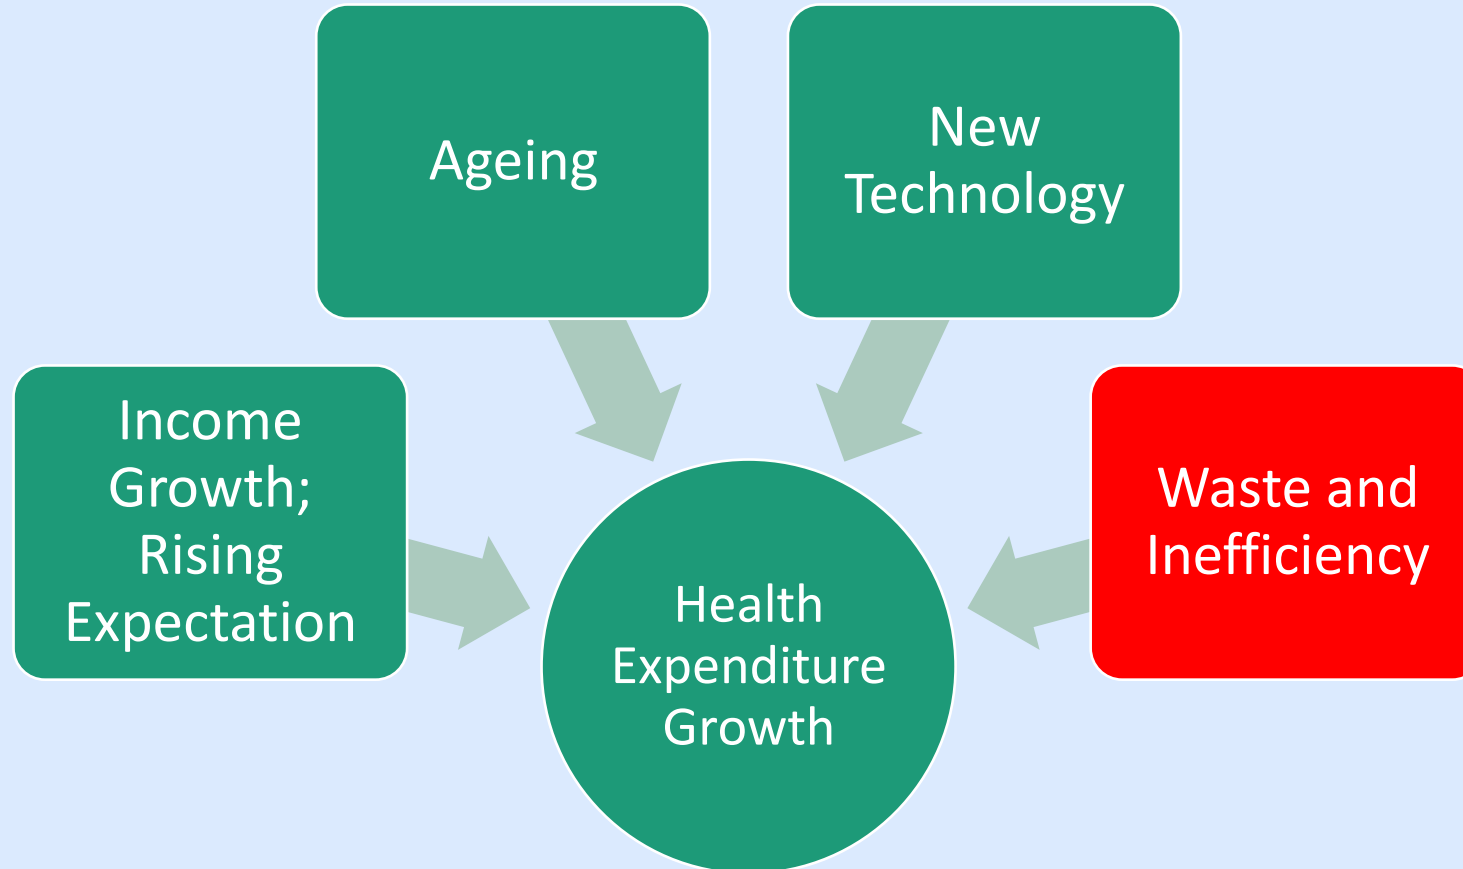 Ageing
New
Technology
Income
Growth;
Rising
Expectation
Waste and
Inefficiency
Health
Expenditure
Growth